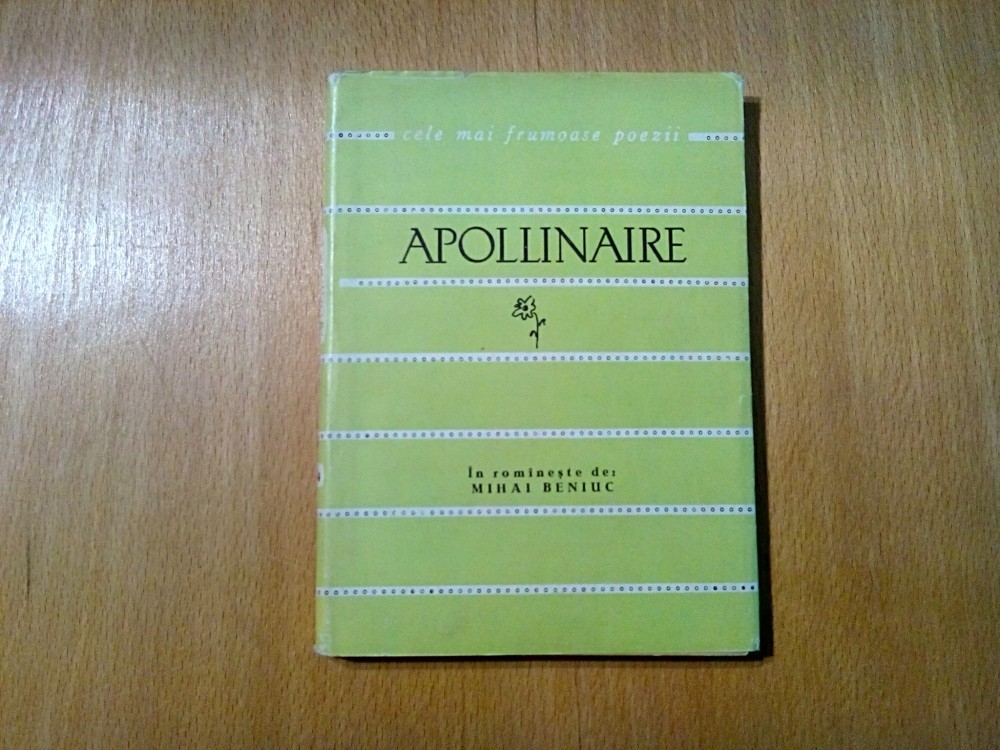 cele mai frumoase poezii
APOLLINAIRE
În romînește de:
MIHAI BENIUC